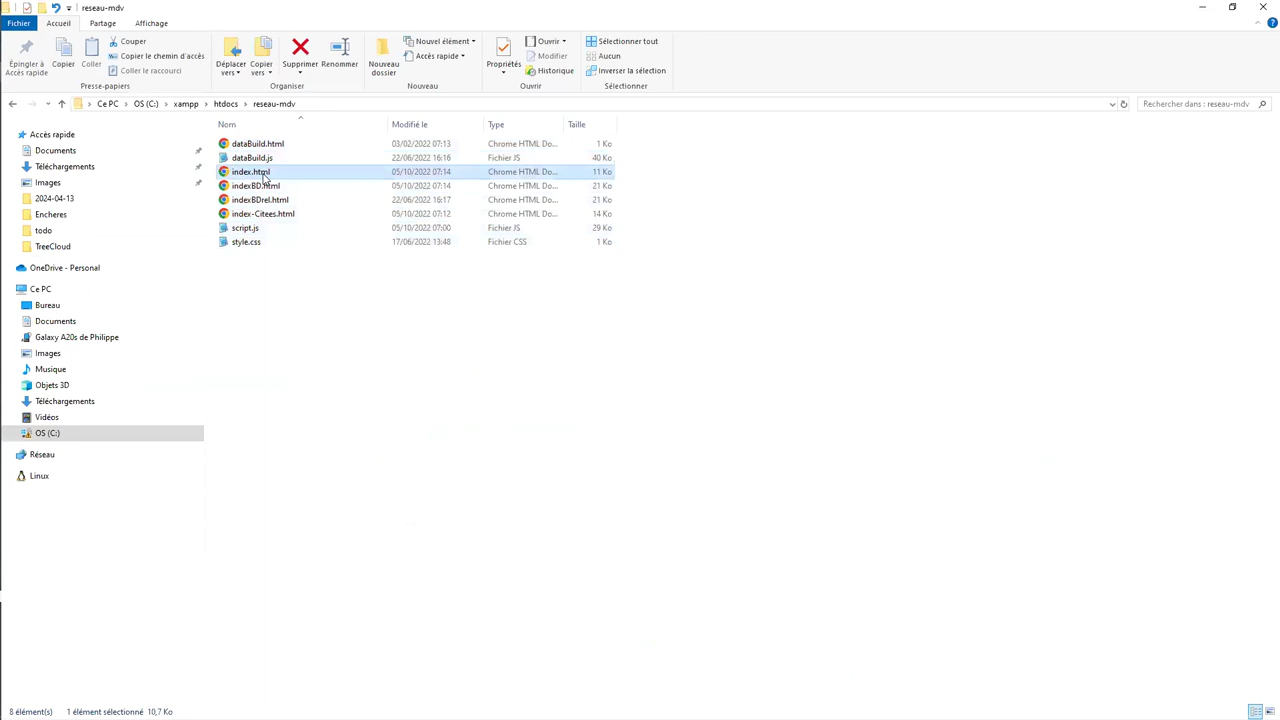 reseau-mdv
Fichier Accueil Partage Affichage
Épingler à Accès rapide
Copier
Coller
Couper
Copier le chemin d'accès
Coller le raccourci
Presse-papiers
Déplacer vers
Copier vers
Supprimer
Renommer
Organiser
Nouveau dossier
Nouvel élément
Accès rapide
Nouveau
Propriétés
Ouvrir
Modifier
Historique
Ouvrir
Sélectionner tout
Aucun
Inverser la sélection
Sélectionner
Ce PC > OS (C:) > xampp > htdocs > reseau-mdv
Rechercher dans : reseau-mdv
Accès rapide
Documents
Téléchargements
Images
2024-04-13
Encheres
todo
TreeCloud
OneDrive - Personal
Ce PC
Bureau
Documents
Galaxy A20s de Philippe
Images
Musique
Objets 3D
Téléchargements
Vidéos
OS (C:)
Réseau
Linux
Nom Modifié le Type Taille
dataBuild.html 03/02/2022 07:13 Chrome HTML Do... 1 Ko
dataBuild.js 22/06/2022 16:16 Fichier JS 40 Ko
index.html 05/10/2022 07:14 Chrome HTML Do... 11 Ko
indexBD.html 05/10/2022 07:14 Chrome HTML Do... 21 Ko
indexBDrel.html 22/06/2022 16:17 Chrome HTML Do... 21 Ko
index-Citees.html 05/10/2022 07:12 Chrome HTML Do... 14 Ko
script.js 05/10/2022 07:00 Fichier JS 29 Ko
style.css 17/06/2022 13:48 Fichier CSS 1 Ko
8 élément(s) 1 élément sélectionné 10,7 Ko